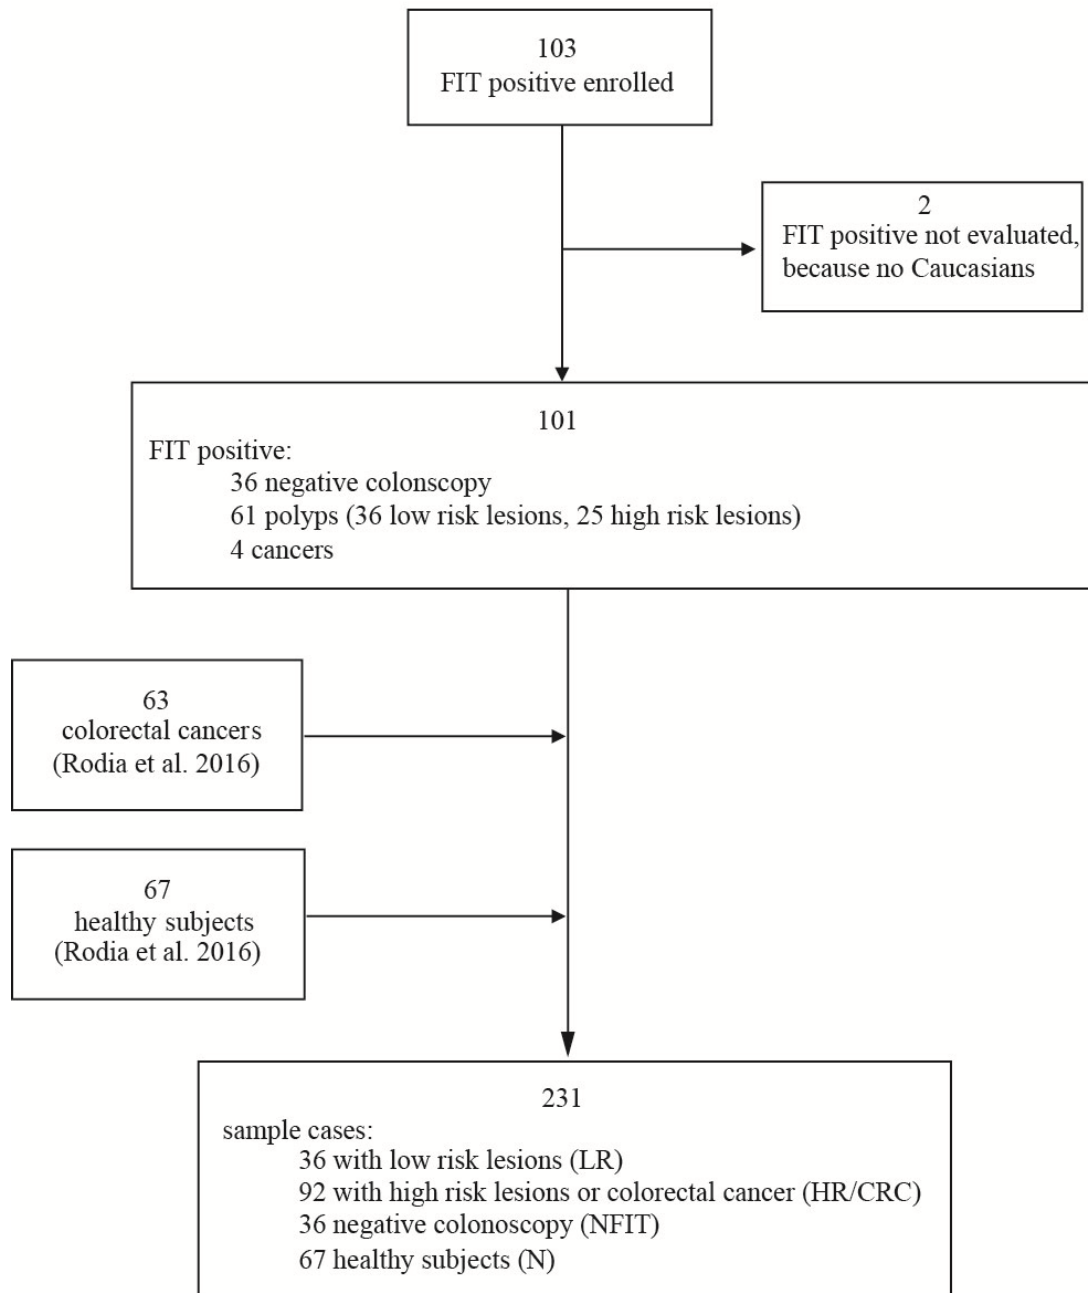 103
FIT positive enrolled
2
FIT positive not evaluated,
because no Caucasians
101
FIT positive:
36 negative colonscopy
61 polyps (36 low risk lesions, 25 high risk lesions)
4 cancers
63
colorectal cancers
(Rodia et al. 2016)
67
healthy subjects
(Rodia et al. 2016)
231
sample cases:
36 with low risk lesions (LR)
92 with high risk lesions or colorectal cancer (HR/CRC)
36 negative colonoscopy (NFIT)
67 healthy subjects (N)